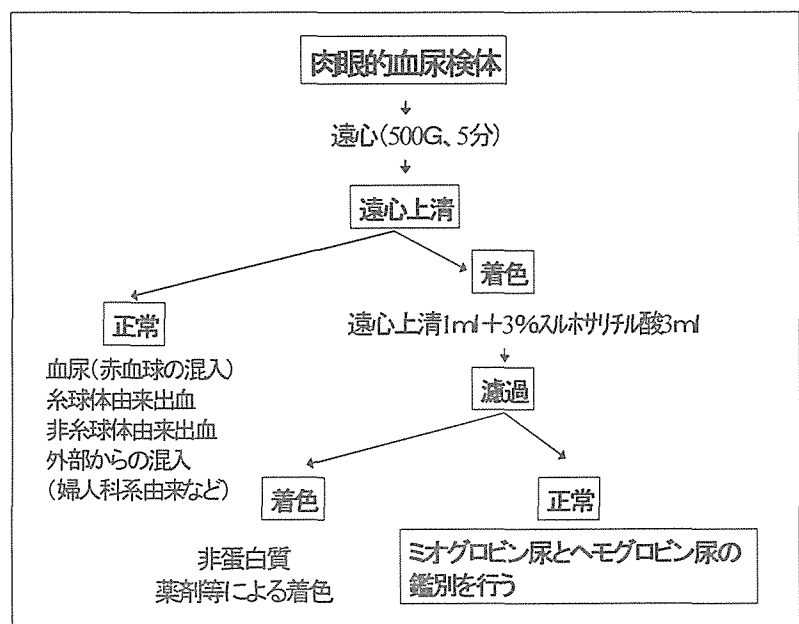 肉眼的血尿検体
↓
遠心(500G、5分)
↓
遠心上清
着色
正常
遠心上清1ml+3%スルホサリチル酸3ml
↓
血尿(赤血球の混入)
糸球体由来出血
非糸球体由来出血
外部からの混入
(婦人科系由来など)
濾過
着色
正常
非蛋白質
薬剤等による着色
ミオグロビン尿とヘモグロビン尿の
鑑別を行う